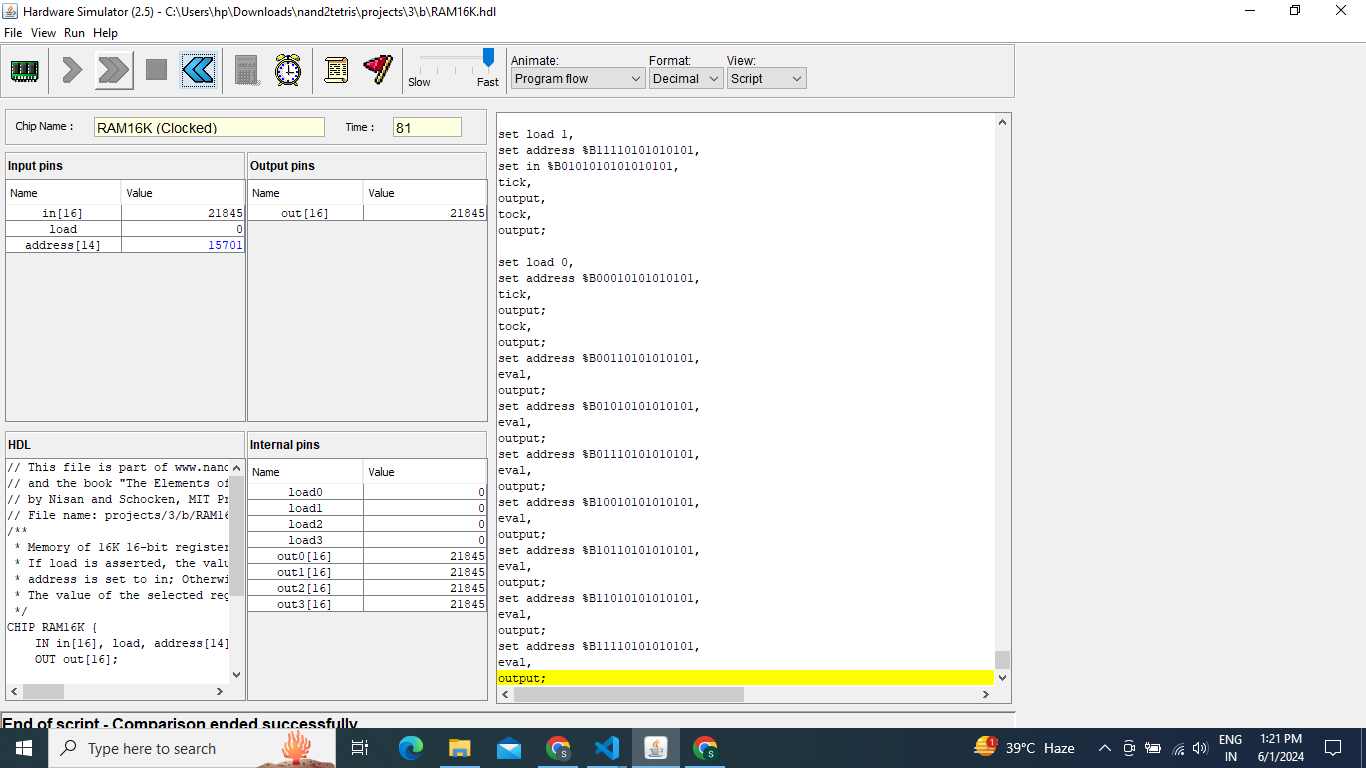 Hardware Simulator (2.5) - C:\Users\hp\Downloads\nand2tetris\projects\3\b\RAM16K.hdl
File View Run Help
Slow Fast
Animate: Format: View:
Program flow Decimal Script
Chip Name : RAM16K (Clocked) Time : 81
Input pins
Name Value
in[16] 21845
load 0
address[14] 15701
Output pins
Name Value
out[16] 21845
HDL
// This file is part of www.nand
// and the book "The Elements of
// by Nisan and Schocken, MIT Pr
// File name: projects/3/b/RAM16
/**
* Memory of 16K 16-bit register
* If load is asserted, the valu
* address is set to in; Otherwi
* The value of the selected reg
*/
CHIP RAM16K {
IN in[16], load, address[14]
OUT out[16];
Internal pins
Name Value
load0 0
load1 0
load2 0
load3 0
out0[16] 21845
out1[16] 21845
out2[16] 21845
out3[16] 21845
set load 1,
set address %B11110101010101,
set in %B0101010101010101,
tick,
output,
tock,
output;
set load 0,
set address %B00010101010101,
tick,
output;
tock,
output;
set address %B00110101010101,
eval,
output;
set address %B01010101010101,
eval,
output;
set address %B01110101010101,
eval,
output;
set address %B10010101010101,
eval,
output;
set address %B10110101010101,
eval,
output;
set address %B11010101010101,
eval,
output;
set address %B11110101010101,
eval,
output;
End of script - Comparison ended successfully
Type here to search
1
39°C Haze
ENG
IN
1:21 PM
6/1/2024